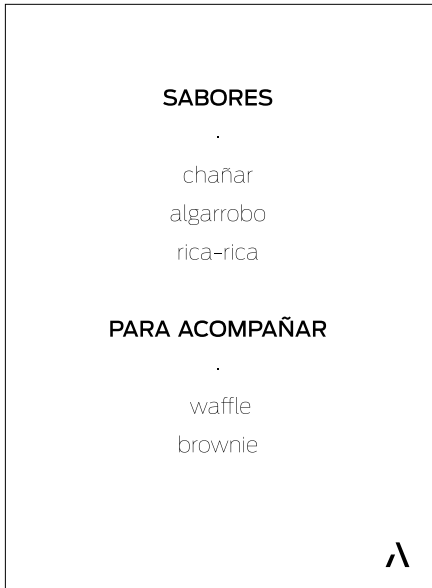 SABORES
.
chañar
algarrobo
rica-rica
PARA ACOMPAÑAR
.
waffle
brownie